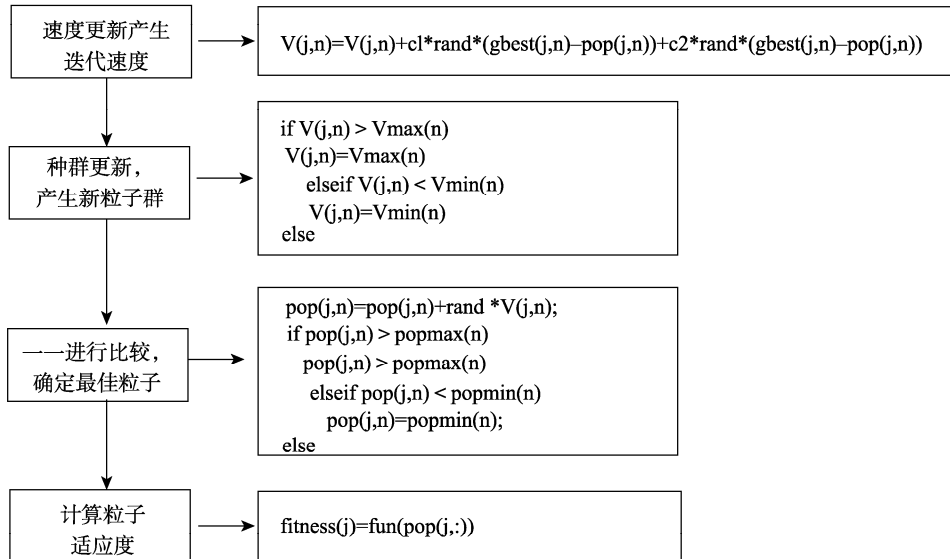 速度更新产生
迭代速度
V(j,n)=V(j,n)+cl*rand*(gbest(j,n)–pop(j,n))+c2*rand*(gbest(j,n)–pop(j,n))
种群更新，
产生新粒子群
if V(j,n) > Vmax(n)
V(j,n)=Vmax(n)
elseif V(j,n) < Vmin(n)
V(j,n)=Vmin(n)
else
一一进行比较，
确定最佳粒子
pop(j,n)=pop(j,n)+rand *V(j,n);
if pop(j,n) > popmax(n)
pop(j,n) > popmax(n)
elseif pop(j,n) < popmin(n)
pop(j,n)=popmin(n);
else
计算粒子
适应度
fitness(j)=fun(pop(j,:))